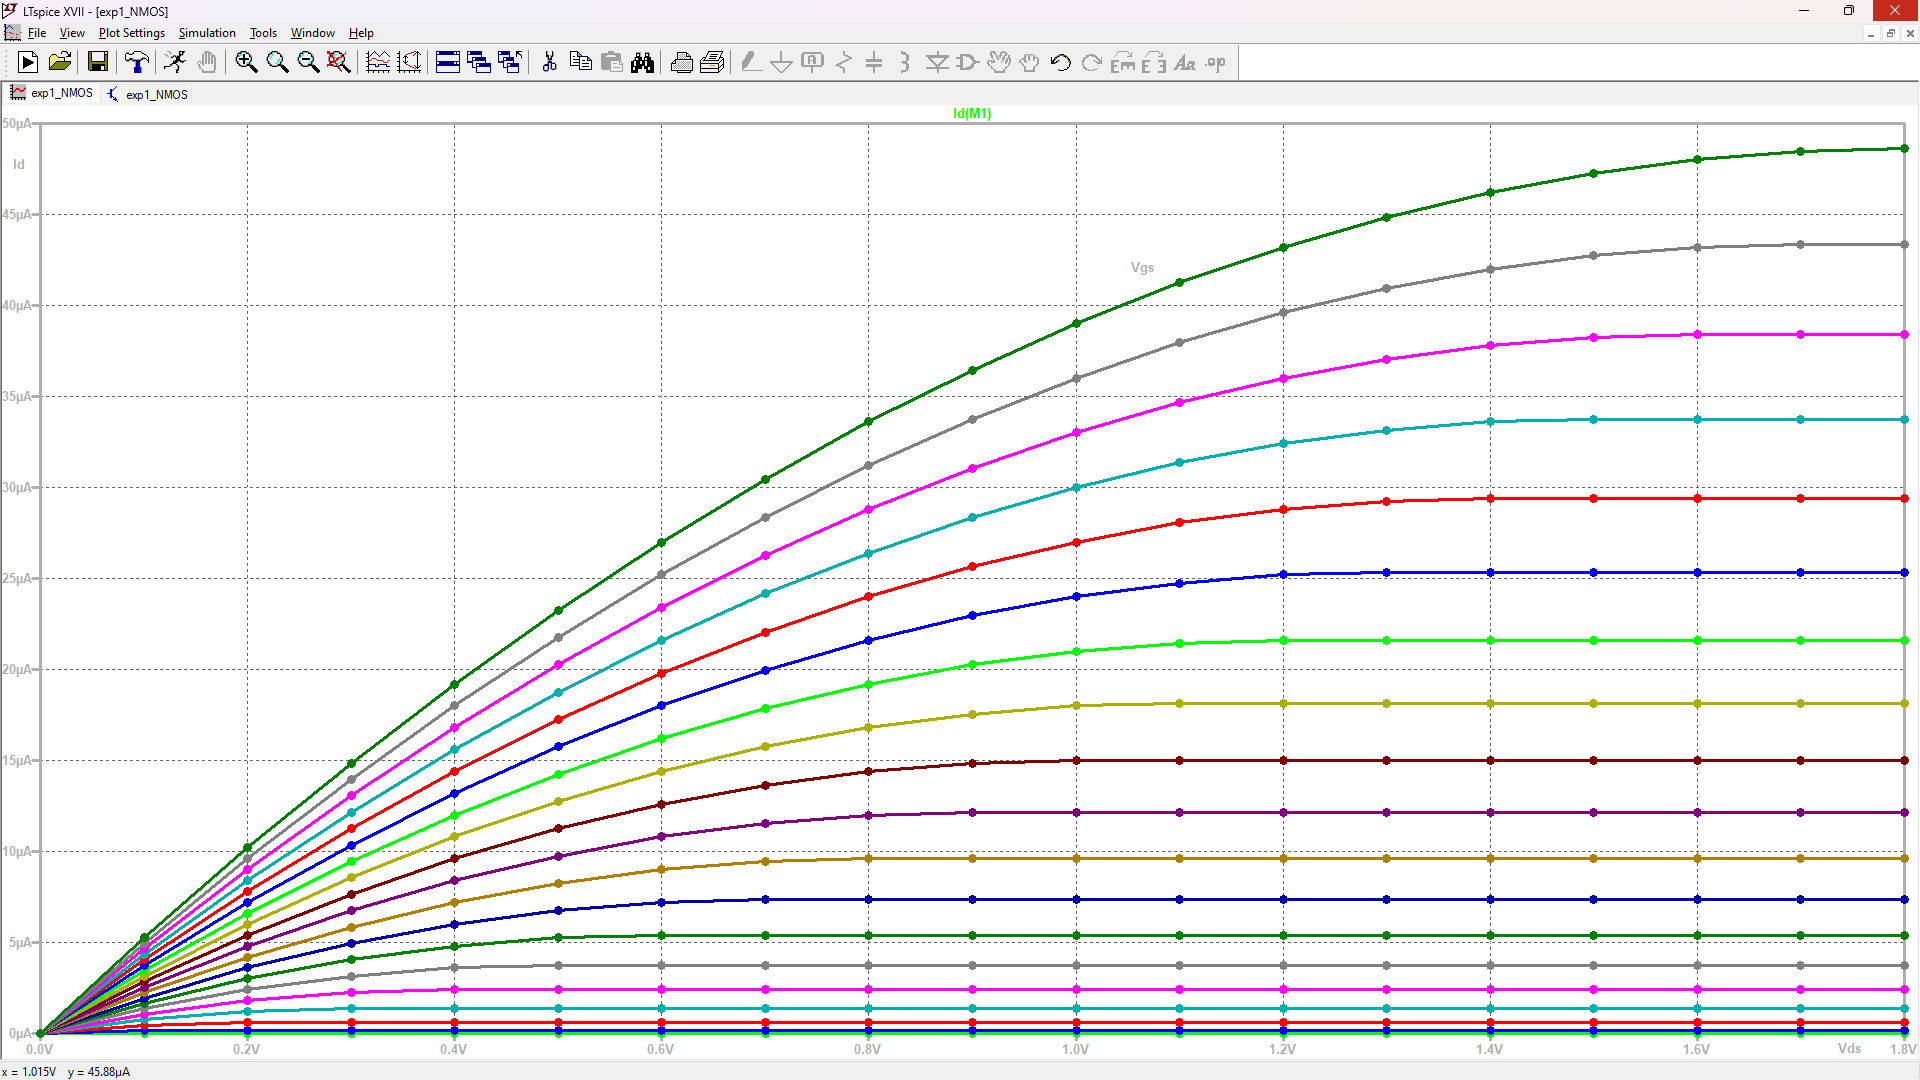 LTspice XVII - [exp1_NMOS]
File View Plot Settings Simulation Tools Window Help
Aa .op
exp1_NMOS exp1_NMOS
Id(M1)
50µA
Id
45µA
Vgs
40µA
35µA
30µA
25µA
20µA
15µA
10µA
5µA
0µA
0.0V 0.2V 0.4V 0.6V 0.8V 1.0V 1.2V 1.4V 1.6V Vds 1.8V
x = 1.015V y = 45.88µA